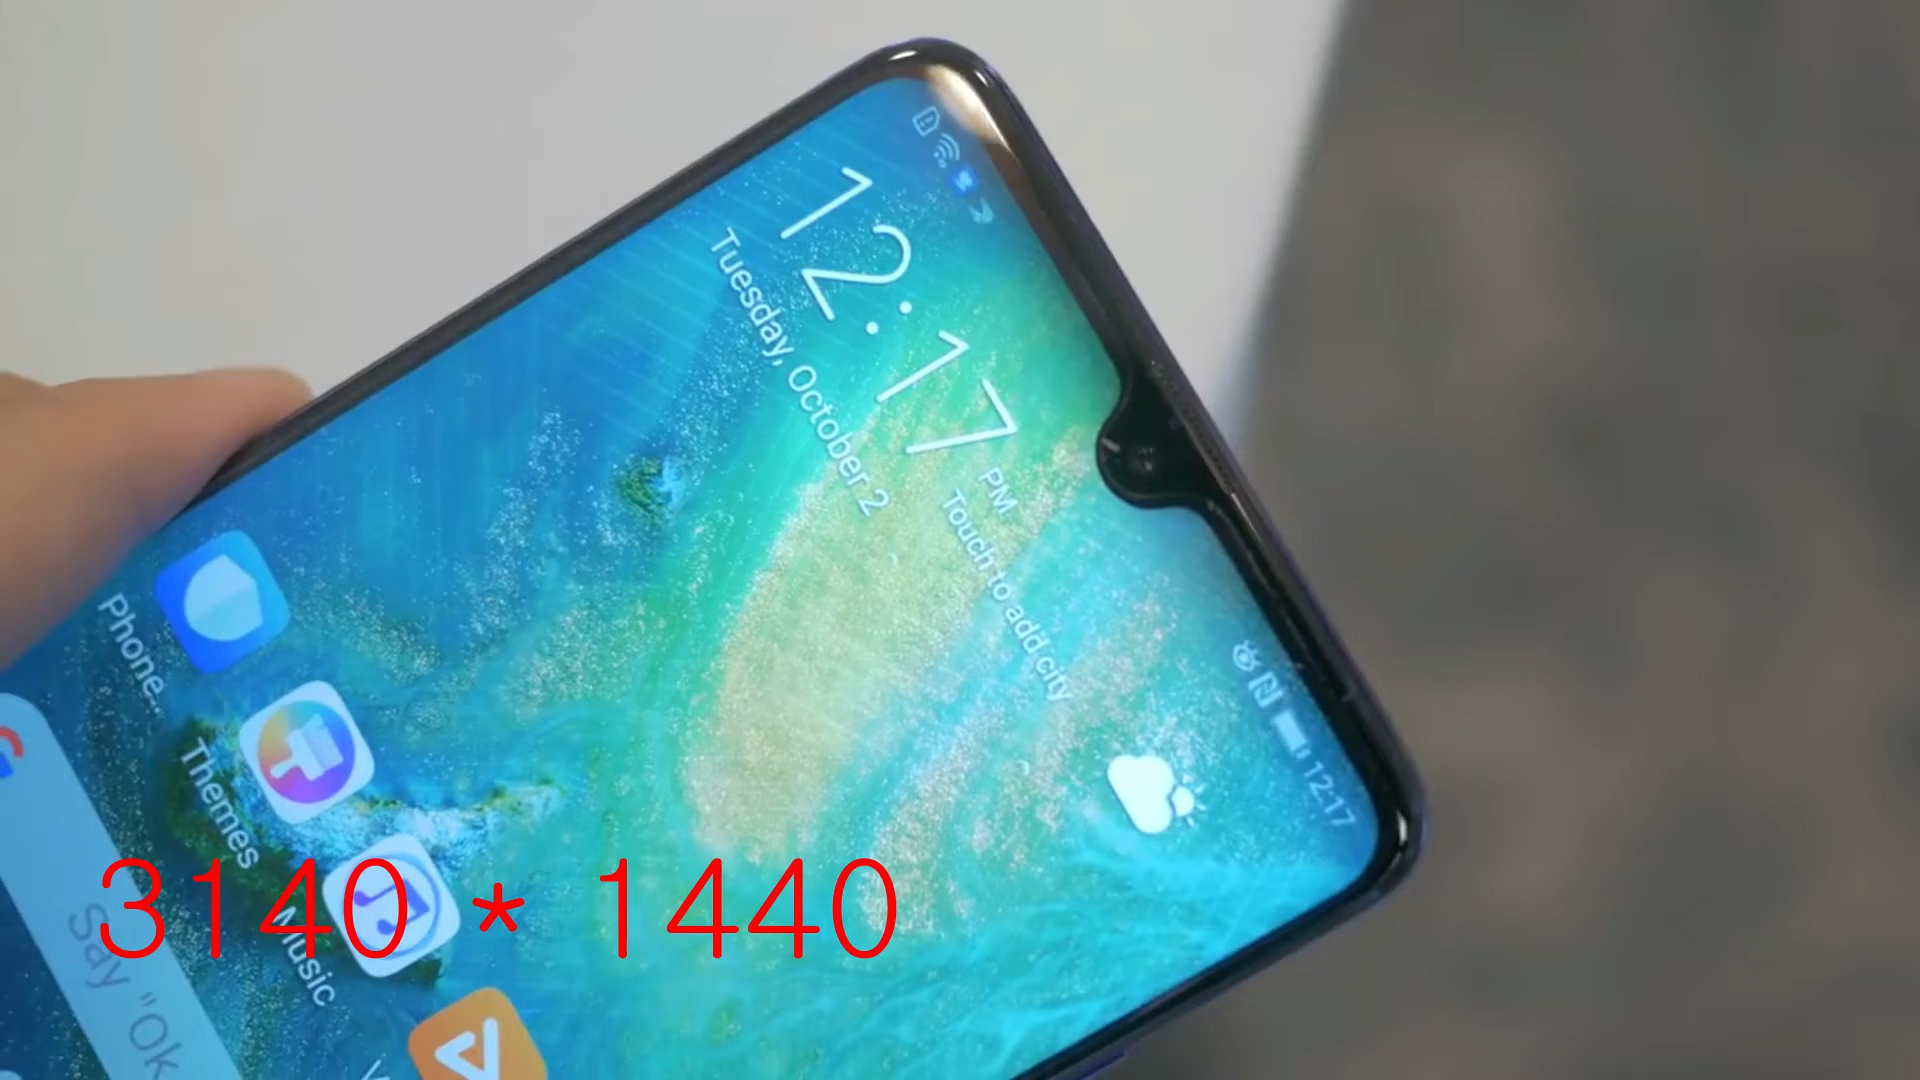 12:17 PM
Tuesday, October 2
Touch to add city
12:17
Phone..
Themes
Music
Say "Ok
3140 * 1440